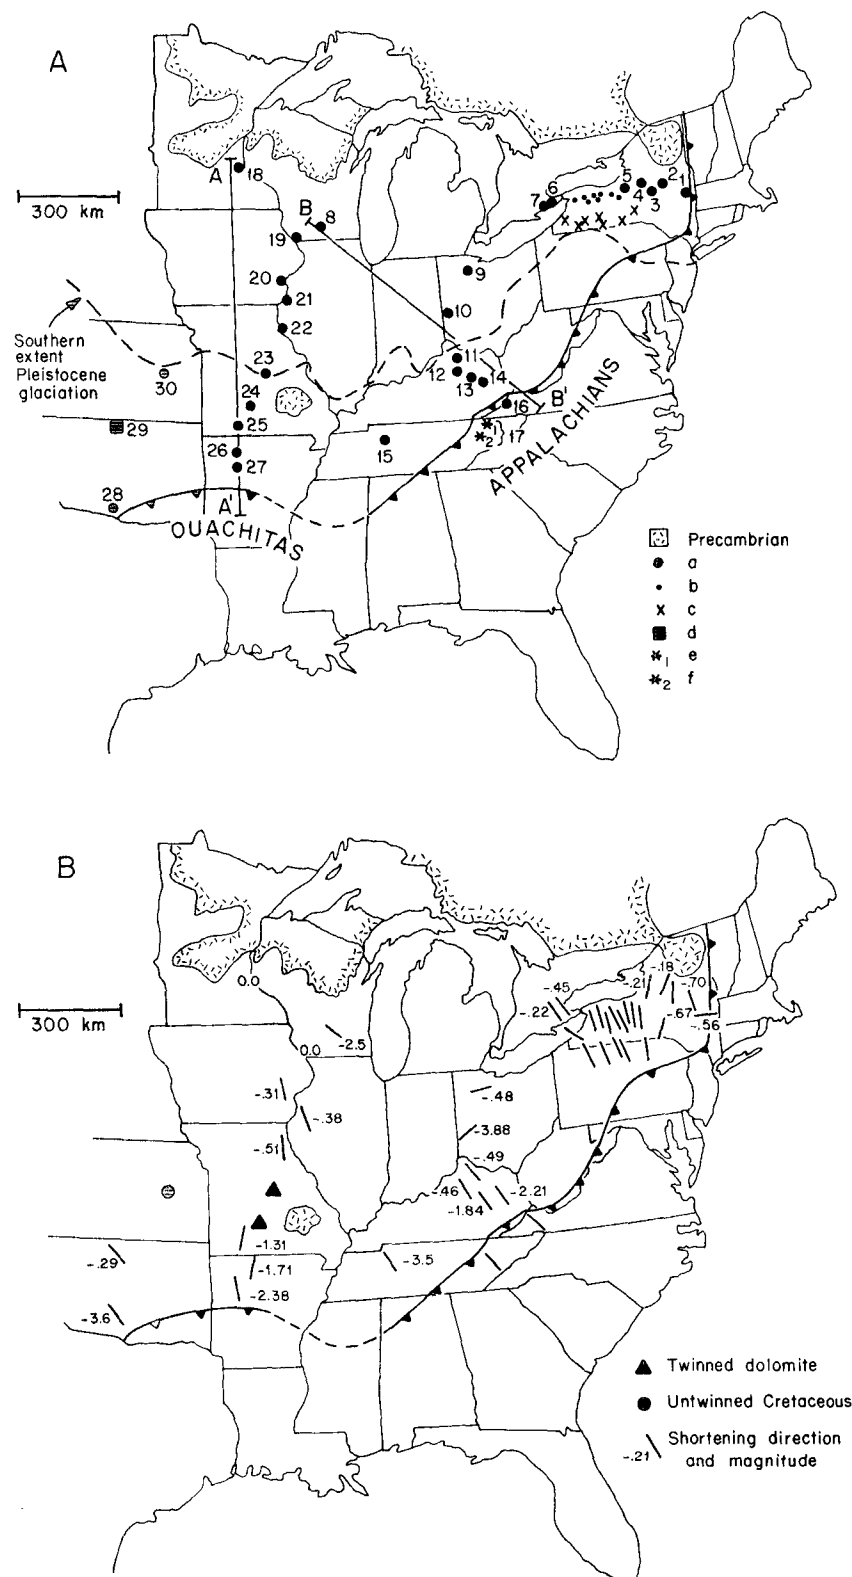 A
A
18
300 km
B
8
19
7
6
5
4
2
3
1
9
20
21
10
22
Southern
extent
Pleistocene
glaciation
30
23
11
12
13
14
24
16
B'
29
25
1
2
17
26
15
27
28
A'
OUACHITAS
APPALACHIANS
Precambrian
a
b
c
d
1 e
2 f
B
0.0
300 km
-.45
-.22
-.21
-.18
-.70
-.67
-.56
0.0
-2.5
-.31
-.38
-.48
-.51
-3.88
-.49
-.46
-2.21
-1.84
-1.31
-.29
-1.71
-3.5
-2.38
-3.6
Twinned dolomite
Untwinned Cretaceous
Shortening direction
-.21 and magnitude